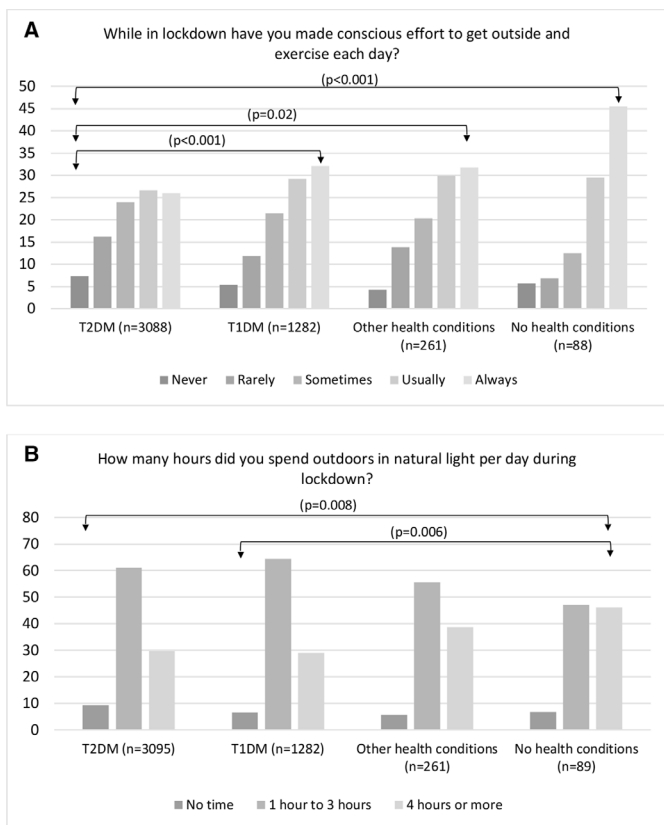 A
While in lockdown have you made conscious effort to get outside and
exercise each day?
(p<0.001)
(p=0.02)
(p<0.001)
50
45
40
35
30
25
20
15
10
5
0
T2DM (n=3088) T1DM (n=1282) Other health conditions No health conditions
(n=261) (n=88)
Never Rarely Sometimes Usually Always
B
How many hours did you spend outdoors in natural light per day during
lockdown?
(p=0.008)
(p=0.006)
80
70
60
50
40
30
20
10
0
T2DM (n=3095) T1DM (n=1282) Other health conditions No health conditions
(n=261) (n=89)
No time 1 hour to 3 hours 4 hours or more